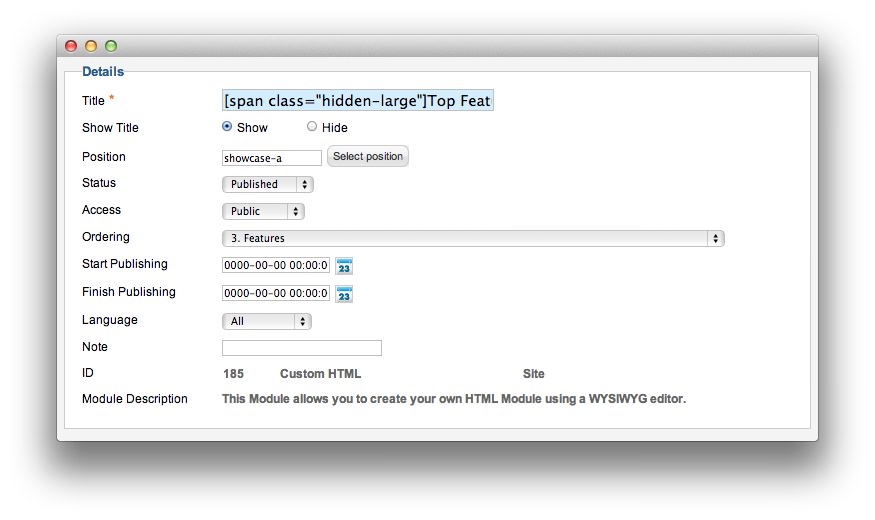 Details
Title * [span class="hidden-large"]Top Feat
Show Title Show Hide
Position showcase-a Select position
Status Published
Access Public
Ordering 3. Features
Start Publishing 0000-00-00 00:00:0 23
Finish Publishing 0000-00-00 00:00:0 23
Language All
Note
ID 185 Custom HTML Site
Module Description This Module allows you to create your own HTML Module using a WYSIWYG editor.